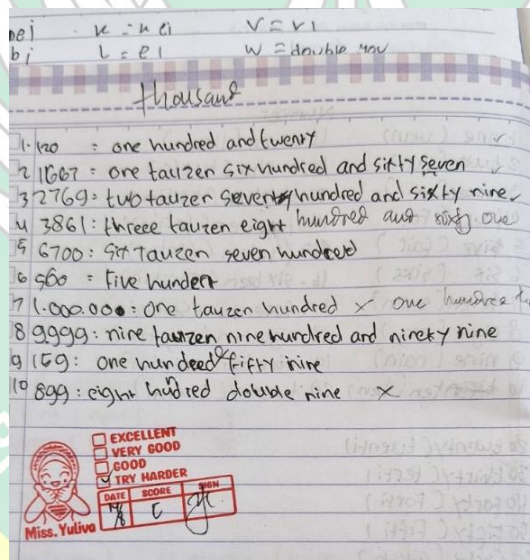 nei k = kei v = vi
bi L = el W = double you
thousand
1. 120 : one hundred and twenty
2 1667 : one tauzen six hundred and sixty seven
3 2769 : two tauzen seventy hundred and sixty nine
4 3861 : threee tauzen eight hundred and sixty one
5 6700 : six tauzen seven hundred
6 560 = Five hundert
7 1.000.000 : one tauzen hundred x one hundred
8 9.999 : nine tauzen nine hundred and ninety nine
9 159 : one hundeed & fifty nine
10 899 : eight hudred double nine x
EXCELLENT
VERY GOOD
GOOD
TRY HARDER
DATE SCORE SIGN
C
Miss. Yuliva